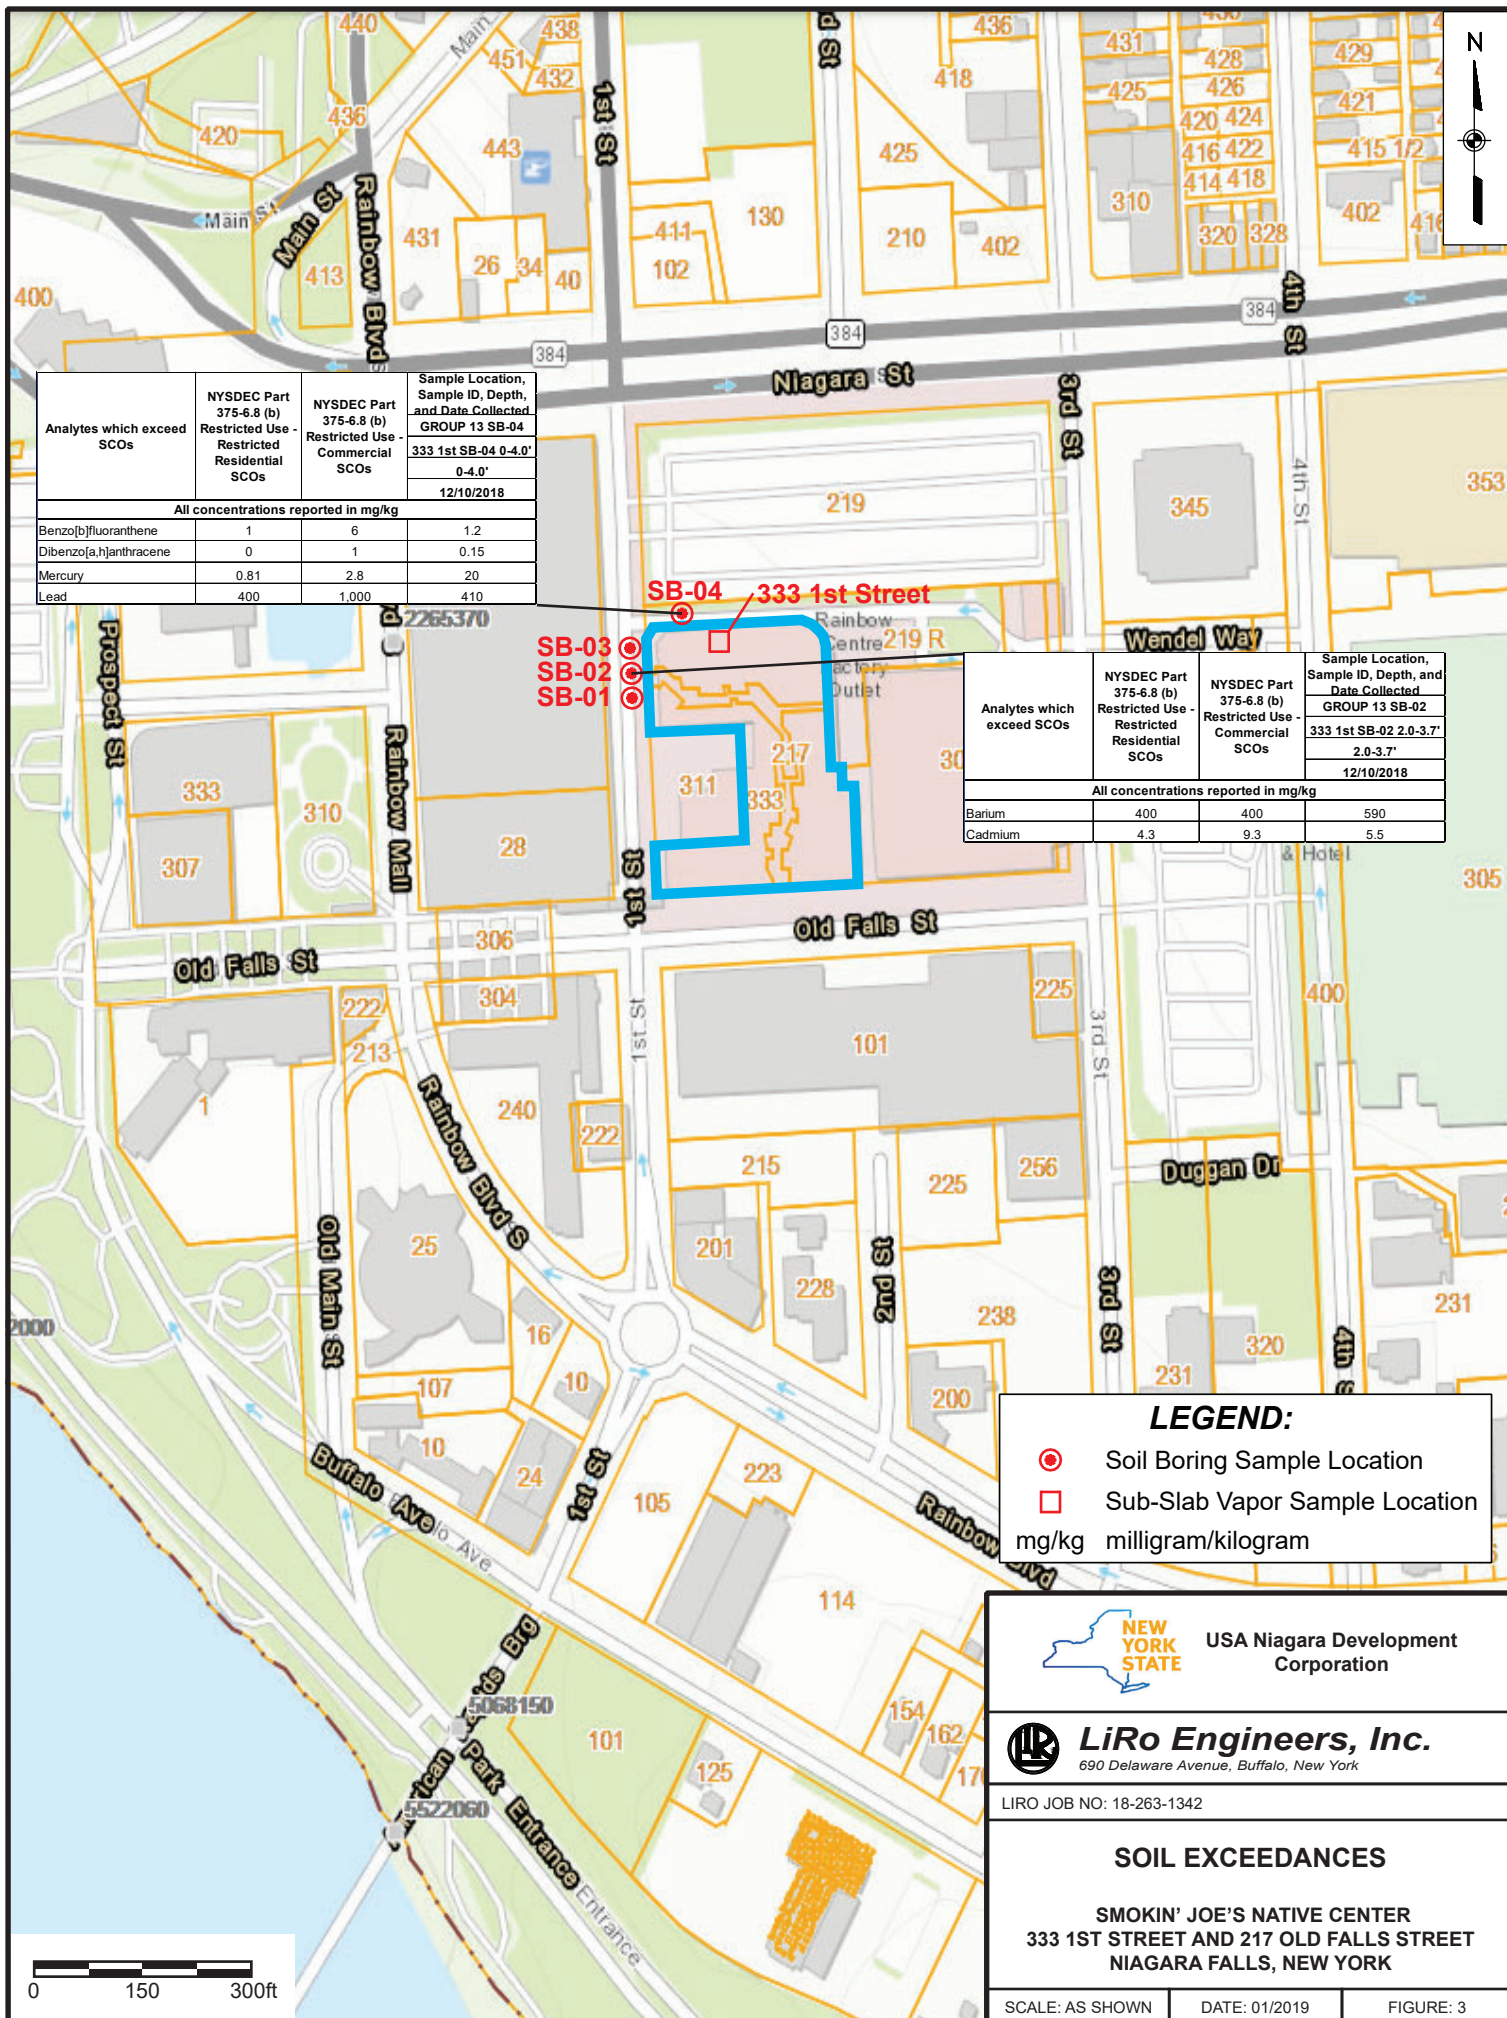 N
440
438
451
432
Main
436
420
443
1st St
418
425
130
411
102
210
402
431
428
425
426
420 424
416 422
414 418
310
320 328
429
421
415 1/2
402
Main St
Main St
Rainbow Blvd
413
431
26
34
40
400
384
384
384
Niagara St
3rd St
4th St
4th St
Analytes which exceed SCOs
NYSDEC Part 375-6.8 (b) Restricted Use - Restricted Residential SCOs
NYSDEC Part 375-6.8 (b) Restricted Use - Commercial SCOs
Sample Location, Sample ID, Depth, and Date Collected
GROUP 13 SB-04
333 1st SB-04 0-4.0'
0-4.0'
12/10/2018
All concentrations reported in mg/kg
Benzo[b]fluoranthene 1 6 1.2
Dibenzo[a,h]anthracene 0 1 0.15
Mercury 0.81 2.8 20
Lead 400 1,000 410
219
345
353
SB-04
333 1st Street
SB-03
SB-02
SB-01
2265370
Rainbow
Centre
Outlet
219 R
Wendel Way
Analytes which exceed SCOs
NYSDEC Part 375-6.8 (b) Restricted Use - Restricted Residential SCOs
NYSDEC Part 375-6.8 (b) Restricted Use - Commercial SCOs
Sample Location, Sample ID, Depth, and Date Collected
GROUP 13 SB-02
333 1st SB-02 2.0-3.7'
2.0-3.7'
12/10/2018
All concentrations reported in mg/kg
Barium 400 400 590
Cadmium 4.3 9.3 5.5
& Hotel
Prospect St
Rainbow Mall
333
310
307
28
311
217
333
305
1st St
Old Falls St
Old Falls St
306
304
222
213
1
240
222
1st St
101
225
3rd St
400
215
225
256
Duggan Dr
Rainbow Blvd S
Old Main St
25
201
228
2nd St
238
3rd St
320
231
231
16
10
107
10
24
200
Buffalo Ave
1st St
105
223
114
Rainbow Blvd
LEGEND:
Soil Boring Sample Location
Sub-Slab Vapor Sample Location
mg/kg milligram/kilogram
5068150
5522060
Park Entrance
Entrance
101
125
154
162
NEW
YORK
STATE
USA Niagara Development
Corporation
LiRo Engineers, Inc.
690 Delaware Avenue, Buffalo, New York
LIRO JOB NO: 18-263-1342
SOIL EXCEEDANCES
SMOKIN' JOE'S NATIVE CENTER
333 1ST STREET AND 217 OLD FALLS STREET
NIAGARA FALLS, NEW YORK
SCALE: AS SHOWN
DATE: 01/2019
FIGURE: 3
0 150 300ft